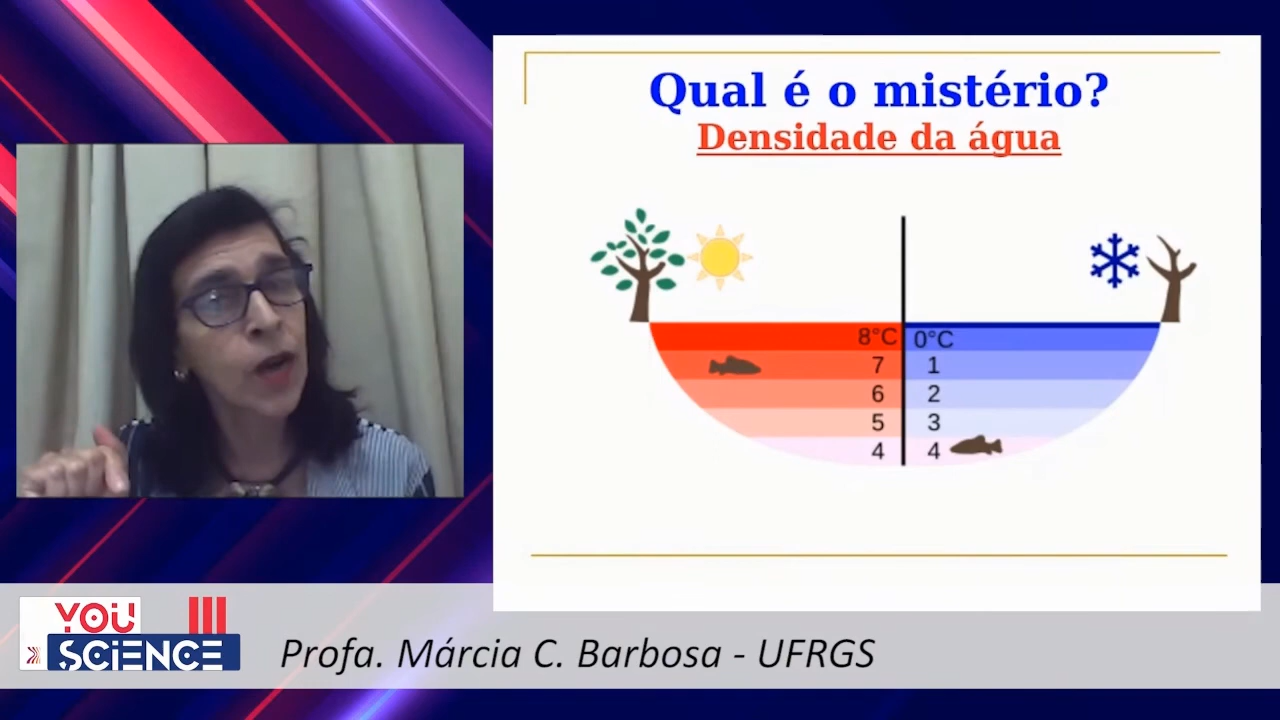 Qual é o mistério?
Densidade da água
8°C 0°C
7 1
6 2
5 3
4 4
YOU III
SCIENCE
Profa. Márcia C. Barbosa - UFRGS